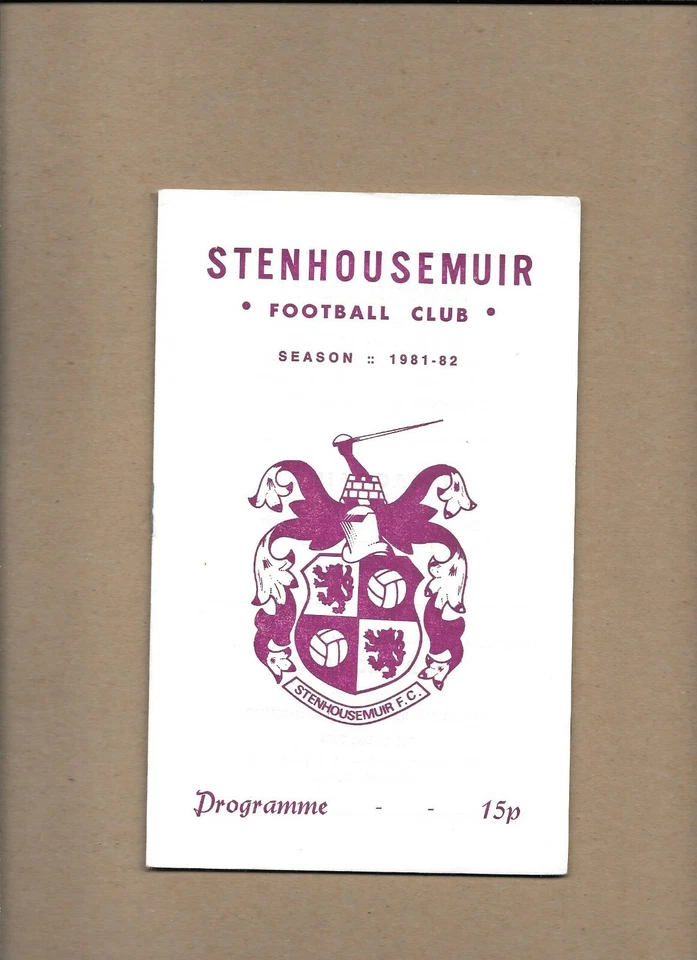 STENHOUSEMUIR
• FOOTBALL CLUB •
SEASON :: 1981-82
STENHOUSEMUIR F.C.
Programme - - 15p